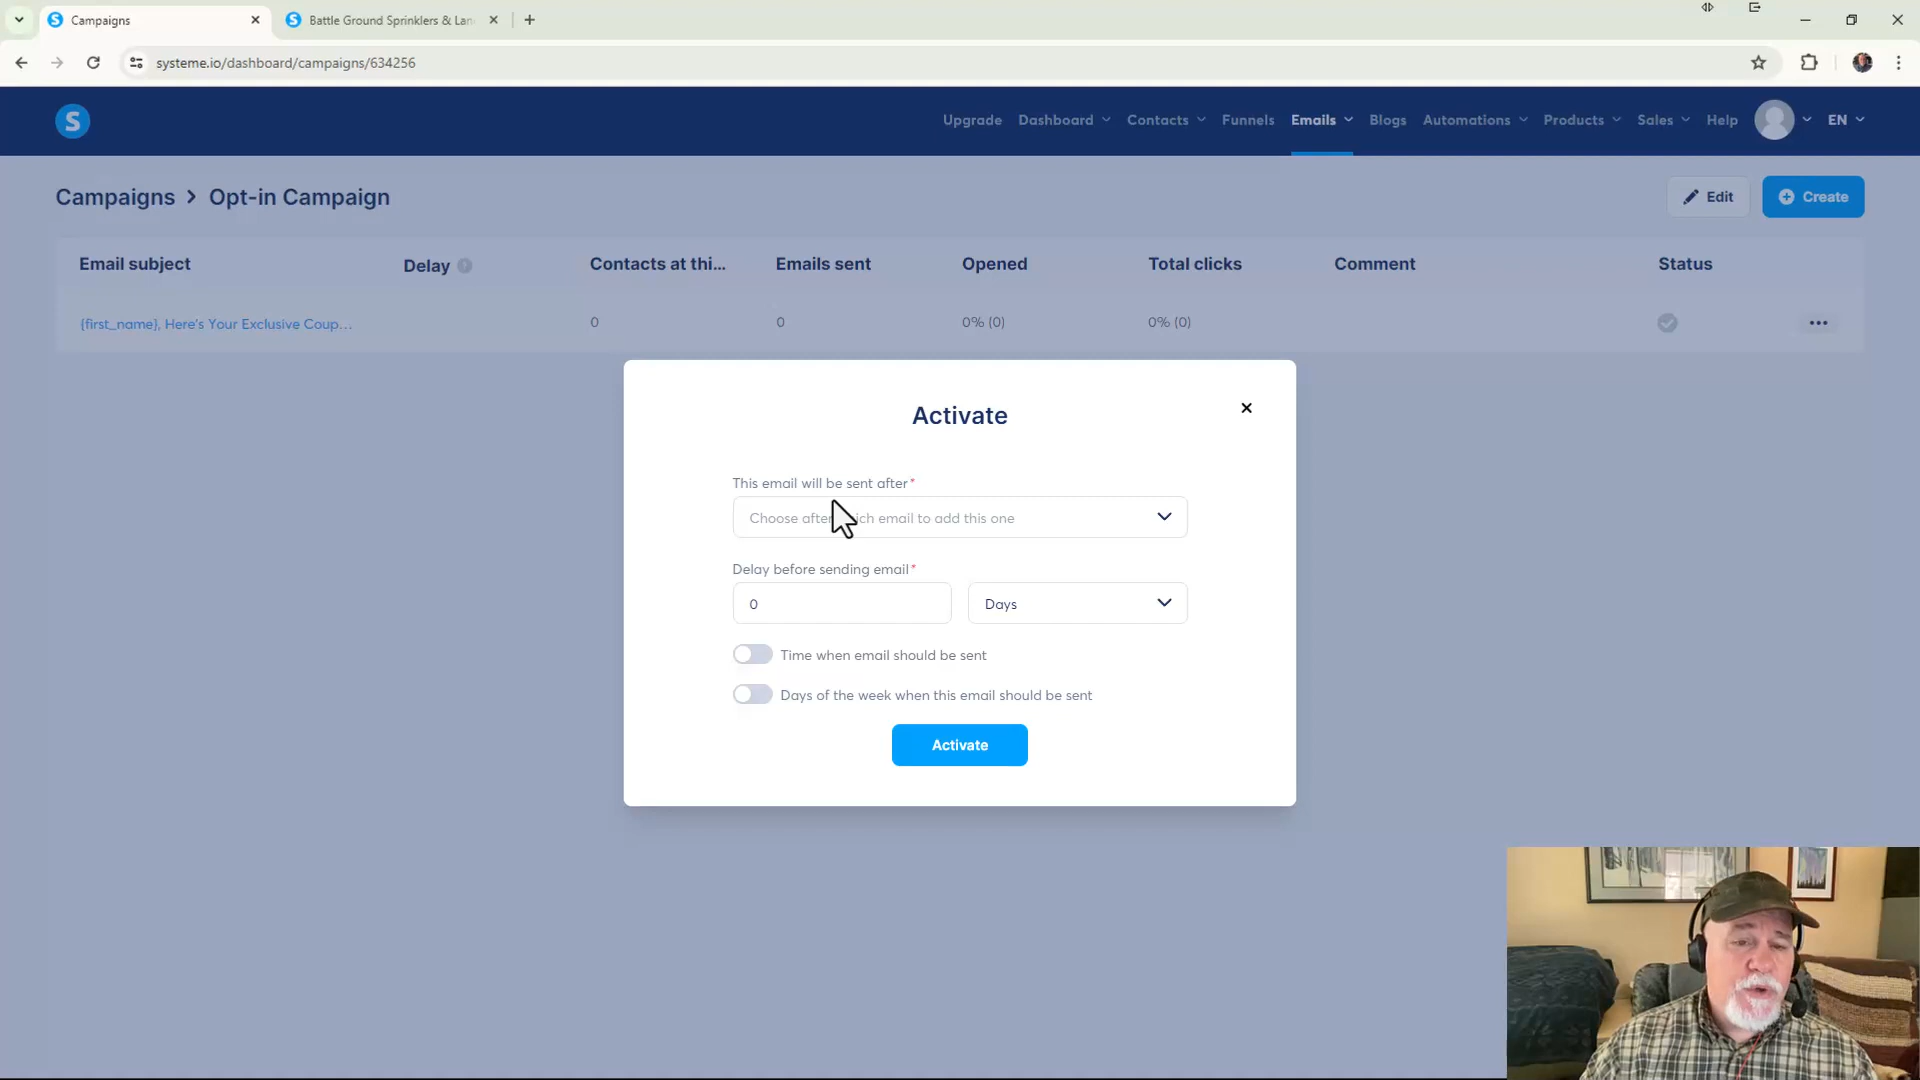 Campaigns
Battle Ground Sprinklers & Lan
systeme.io/dashboard/campaigns/634256
S
Upgrade Dashboard Contacts Funnels Emails Blogs Automations Products Sales Help EN
Campaigns > Opt-in Campaign
Edit
Create
Email subject Delay Contacts at thi... Emails sent Opened Total clicks Comment Status
{first_name}, Here's Your Exclusive Coup... 0 0 0% (0) 0% (0)
Activate
This email will be sent after*
Choose after ich email to add this one
Delay before sending email*
0 Days
Time when email should be sent
Days of the week when this email should be sent
Activate